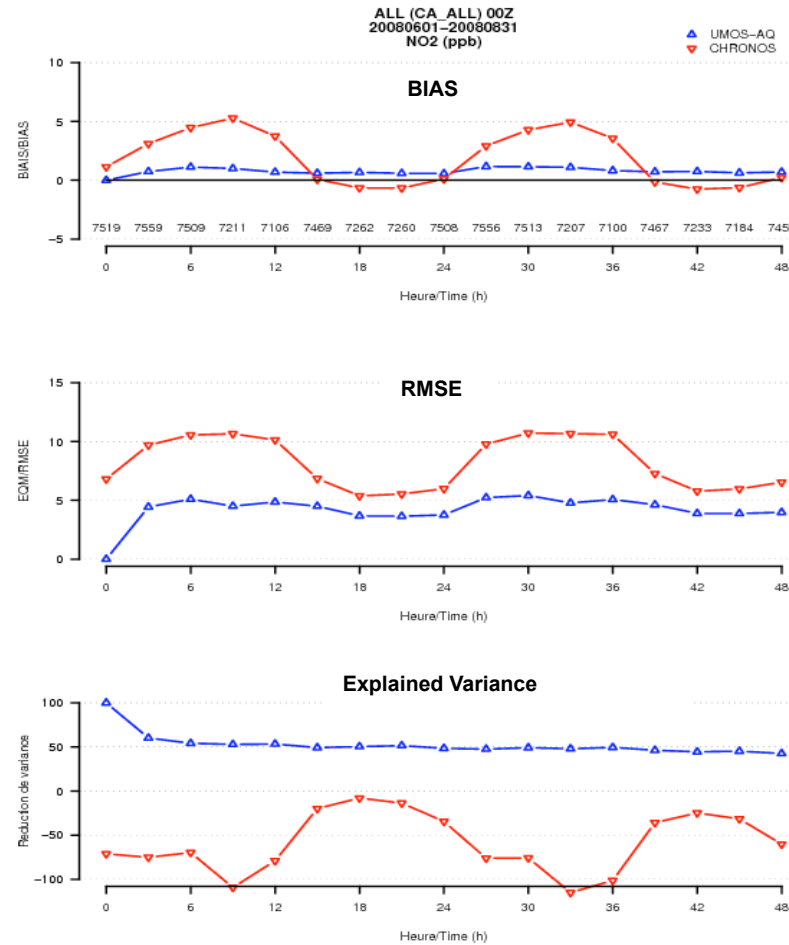 ALL (CA_ALL) 00Z
20080601-20080831
NO2 (ppb)
UMOS-AQ
CHRONOS
BIAS
BIAIS/BIAS
10
5
0
-5
7519 7559 7509 7211 7106 7469 7262 7260 7508 7556 7513 7207 7100 7467 7233 7184 745
0 6 12 18 24 30 36 42 48
Heure/Time (h)
RMSE
EQM/RMSE
15
10
5
0
0 6 12 18 24 30 36 42 48
Heure/Time (h)
Explained Variance
Reduction de variance
100
50
0
-50
-100
0 6 12 18 24 30 36 42 48
Heure/Time (h)